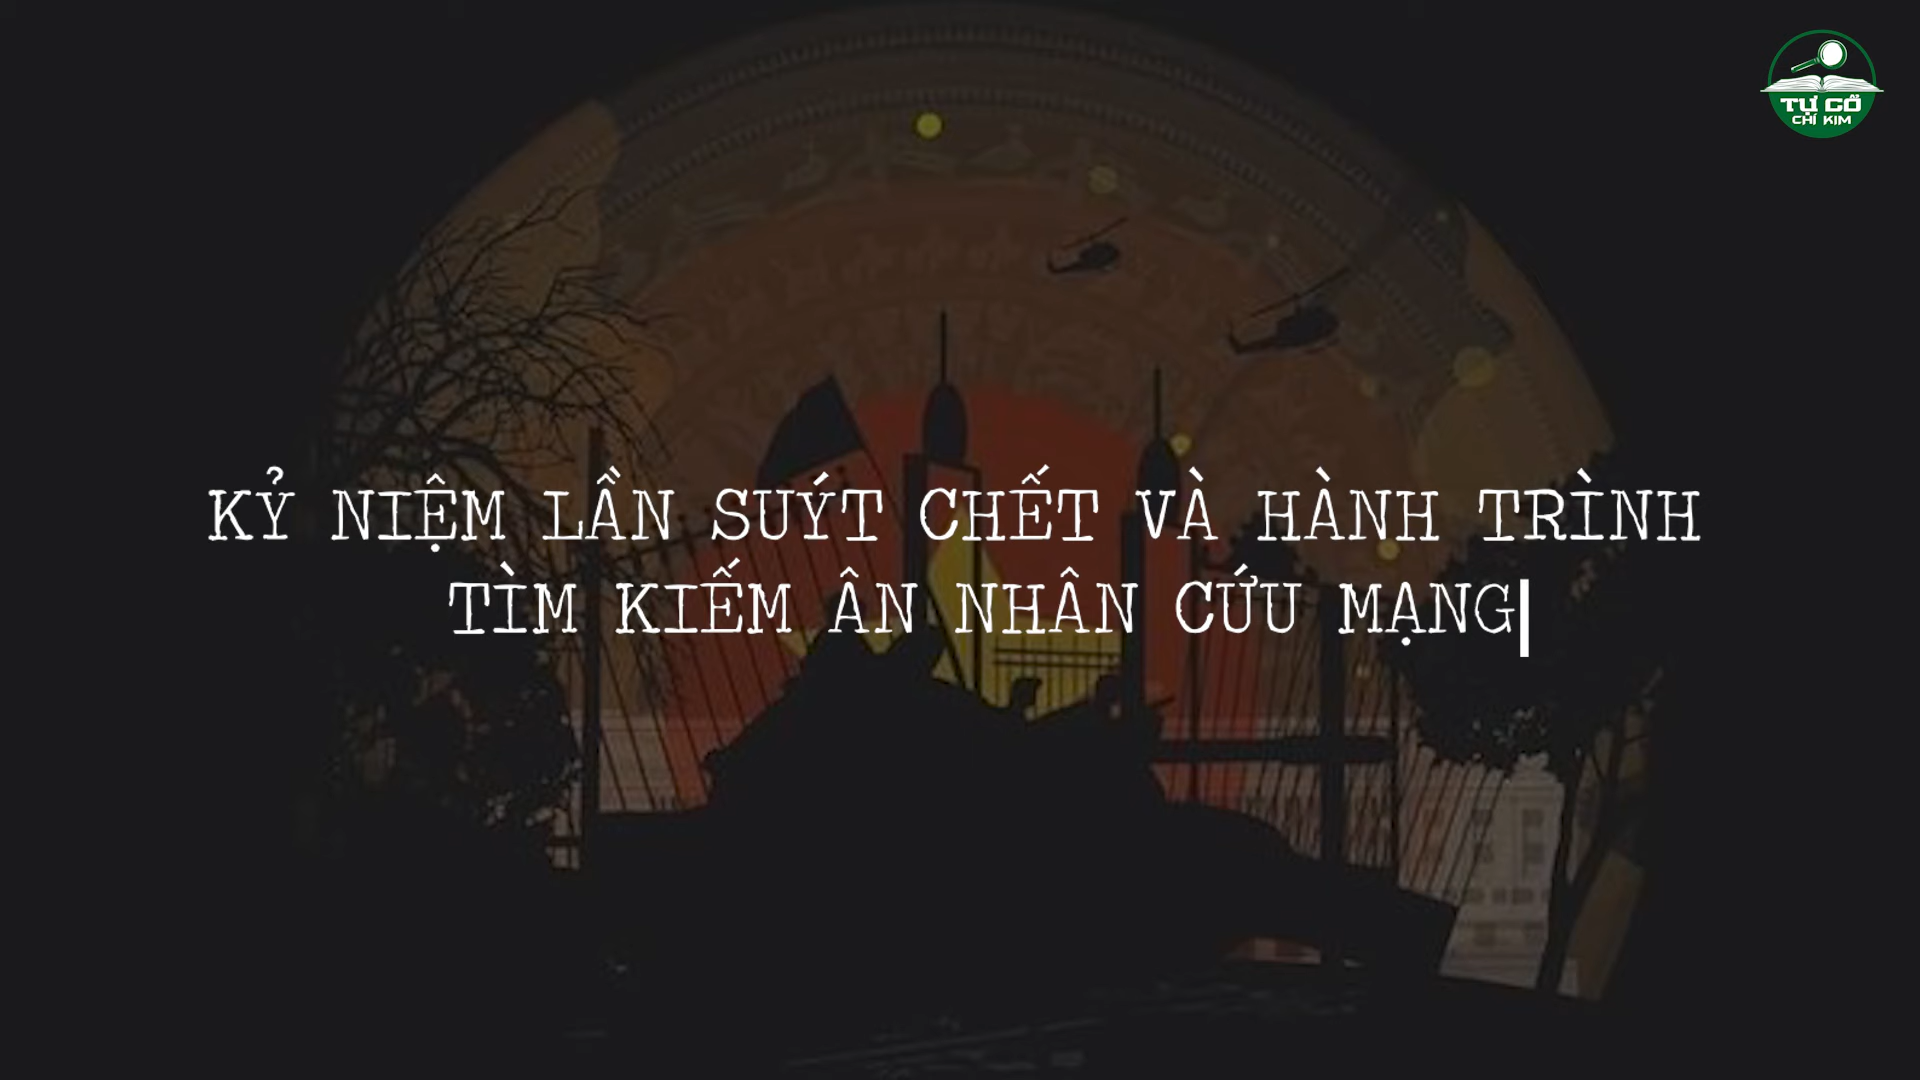 TỰ CỔ
CHÍ KIM
KỶ NIỆM LẦN SUÝT CHẾT VÀ HÀNH TRÌNH
TÌM KIẾM ÂN NHÂN CỨU MẠNG